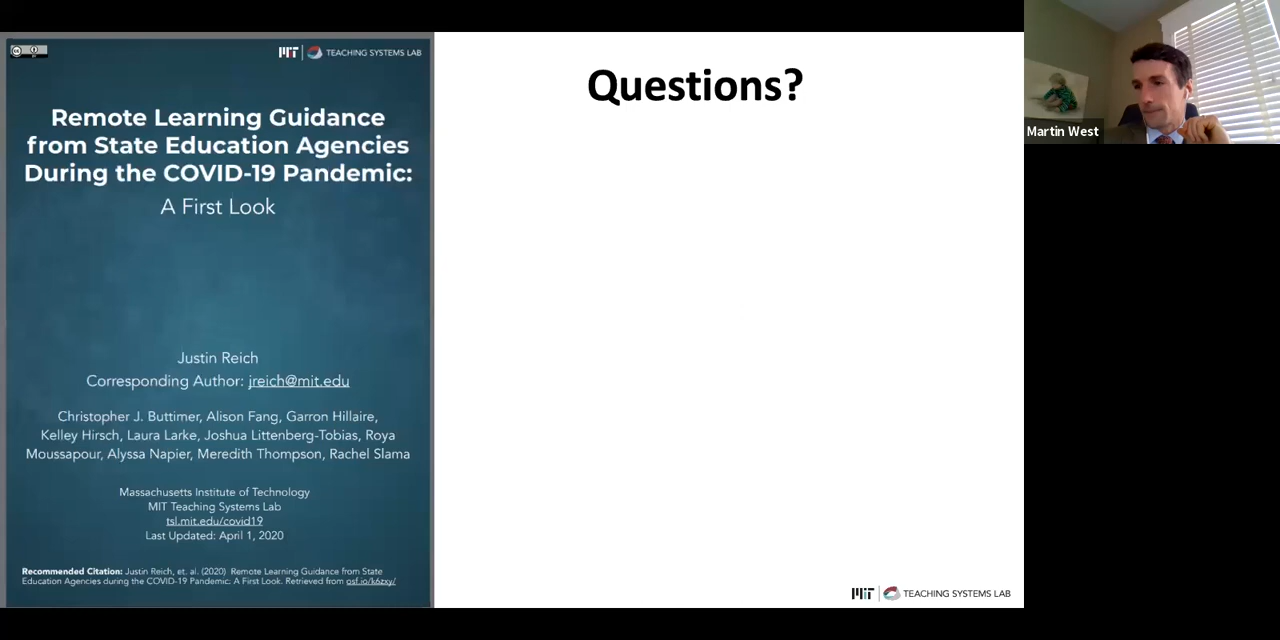 MIT TEACHING SYSTEMS LAB
Remote Learning Guidance
from State Education Agencies
During the COVID-19 Pandemic:
A First Look
Justin Reich
Corresponding Author: jreich@mit.edu
Christopher J. Buttimer, Alison Fang, Garron Hillaire,
Kelley Hirsch, Laura Larke, Joshua Littenberg-Tobias, Roya
Moussapour, Alyssa Napier, Meredith Thompson, Rachel Slama
Massachusetts Institute of Technology
MIT Teaching Systems Lab
tsl.mit.edu/covid19
Last Updated: April 1, 2020
Recommended Citation: Justin Reich, et. al. (2020) Remote Learning Guidance from State
Education Agencies during the COVID-19 Pandemic: A First Look. Retrieved from osf.io/k6zxy/
Questions?
MIT TEACHING SYSTEMS LAB
Martin West